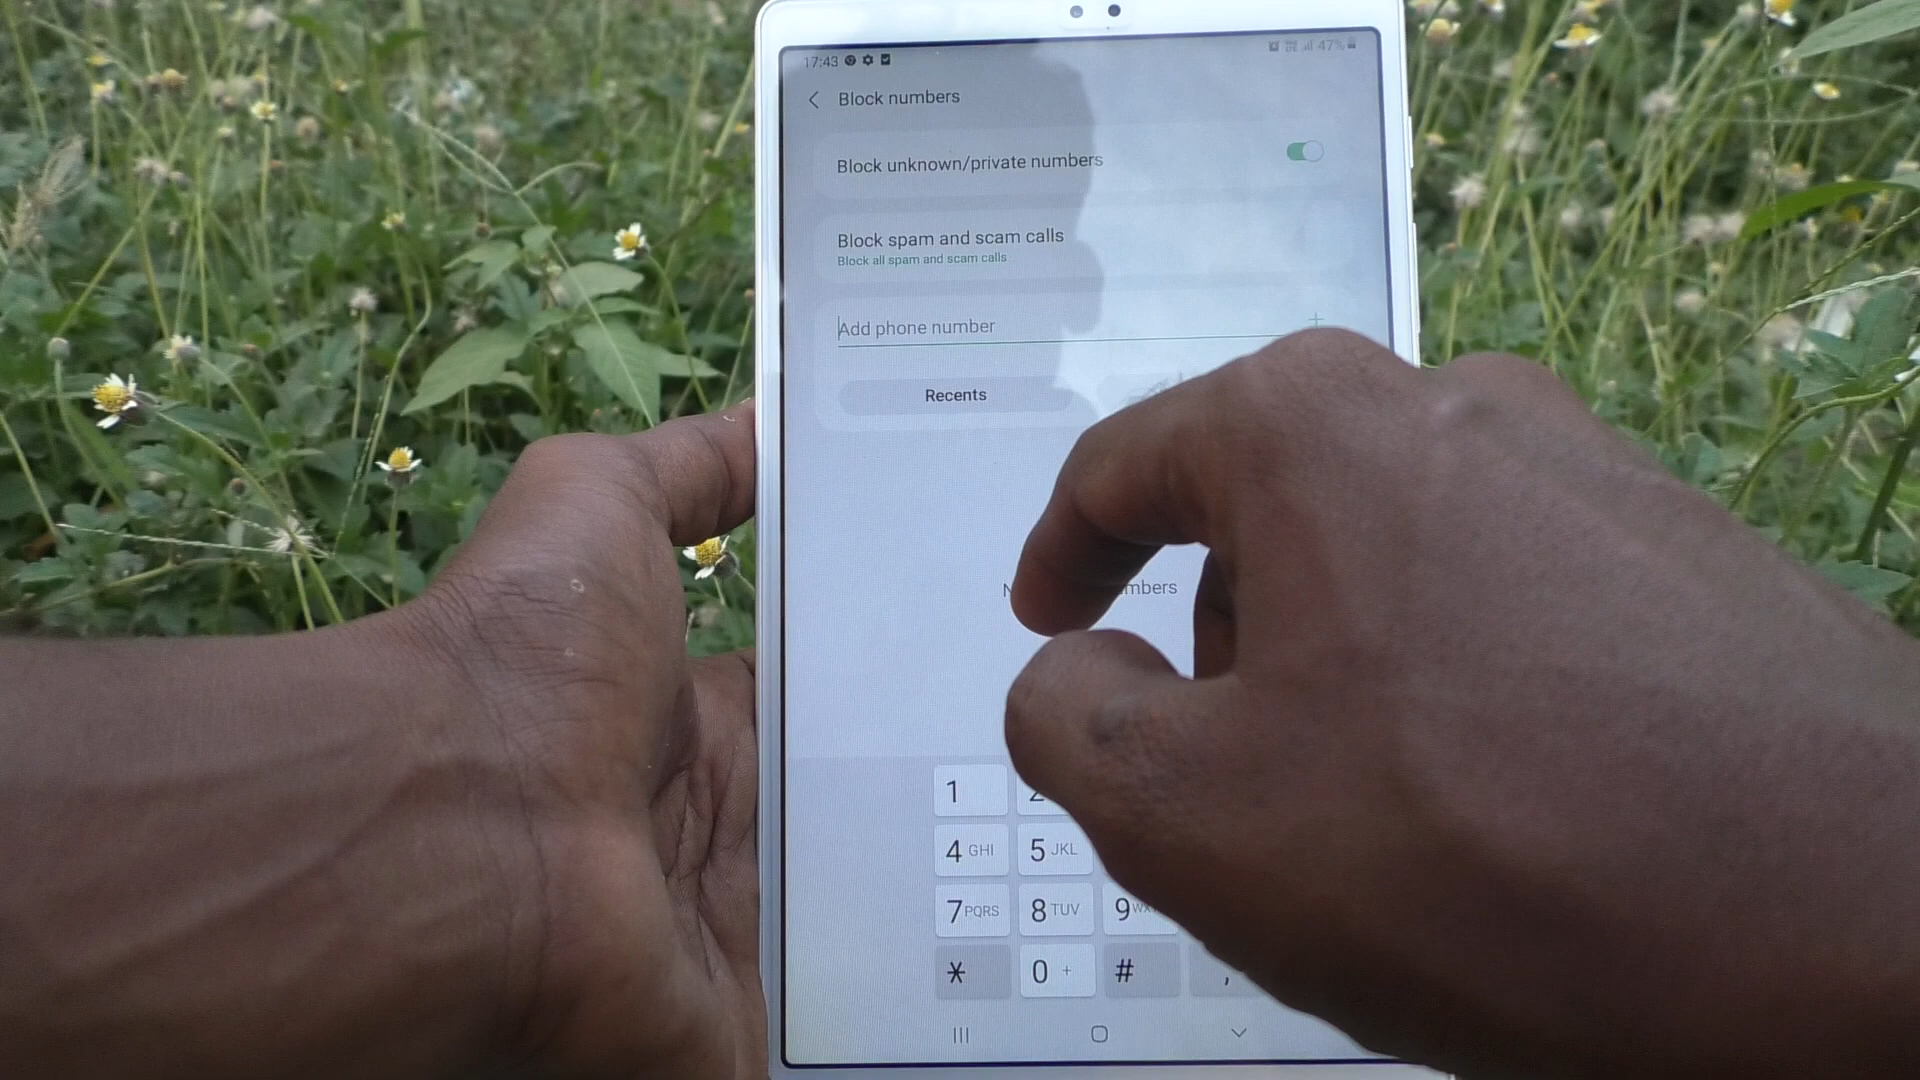 17:43 47%
Block numbers
Block unknown/private numbers
Block spam and scam calls
Block all spam and scam calls
Add phone number +
Recents
1
4 GHI 5 JKL
7 PQRS 8 TUV 9
* 0 + # ,